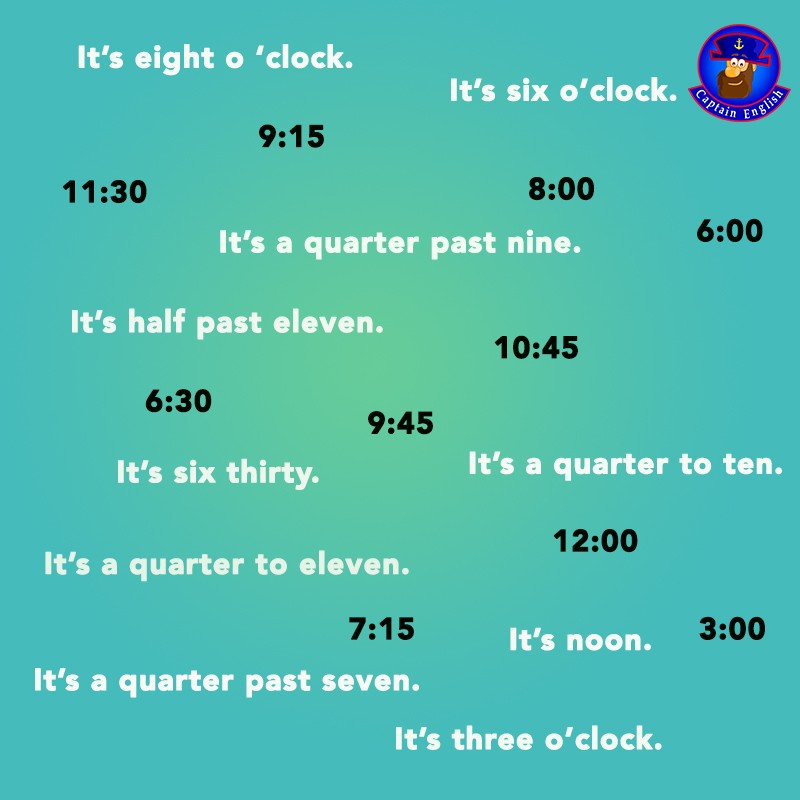 It's eight o 'clock.
It's six o'clock.
Captain English
9:15
11:30
8:00
6:00
It's a quarter past nine.
It's half past eleven.
10:45
6:30
9:45
It's a quarter to ten.
It's six thirty.
12:00
It's a quarter to eleven.
7:15
It's noon.
3:00
It's a quarter past seven.
It's three o'clock.